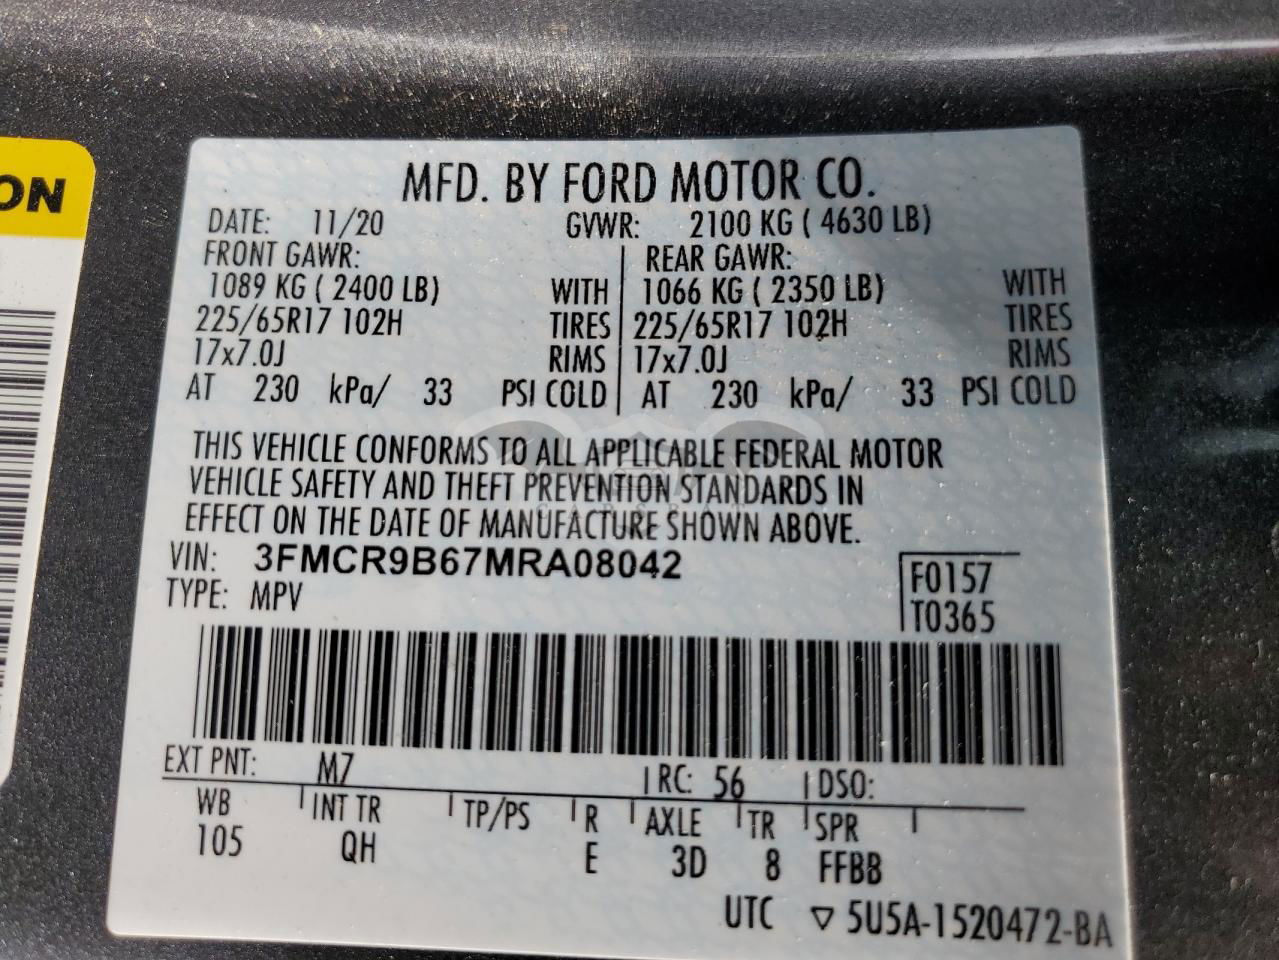 ON
MFD. BY FORD MOTOR CO.
DATE: 11/20 GVWR: 2100 KG ( 4630 LB)
FRONT GAWR: REAR GAWR:
1089 KG ( 2400 LB) WITH 1066 KG ( 2350 LB) WITH
225/65R17 102H TIRES 225/65R17 102H TIRES
17x7.0J RIMS 17x7.0J RIMS
AT 230 kPa/ 33 PSI COLD AT 230 kPa/ 33 PSI COLD
THIS VEHICLE CONFORMS TO ALL APPLICABLE FEDERAL MOTOR
VEHICLE SAFETY AND THEFT PREVENTION STANDARDS IN
EFFECT ON THE DATE OF MANUFACTURE SHOWN ABOVE.
VIN: 3FMCR9B67MRA08042
TYPE: MPV
F0157
T0365
EXT PNT: M7 RC: 56 DSO:
WB INT TR TP/PS R AXLE TR SPR
105 QH E 3D 8 FFBB
UTC ▽ 5U5A-1520472-BA